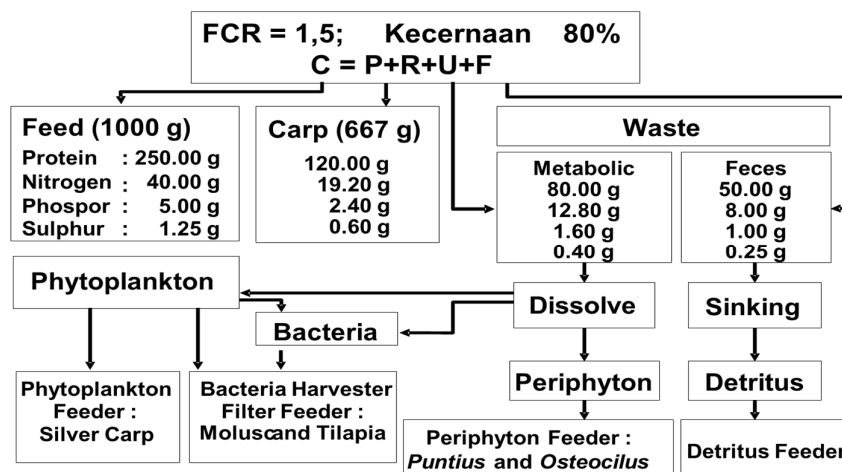 FCR = 1,5; Kecernaan 80%
C = P+R+U+F
Feed (1000 g)
Protein : 250.00 g
Nitrogen : 40.00 g
Phospor : 5.00 g
Sulphur : 1.25 g
Carp (667 g)
120.00 g
19.20 g
2.40 g
0.60 g
Waste
Metabolic
80.00 g
12.80 g
1.60 g
0.40 g
Feces
50.00 g
8.00 g
1.00 g
0.25 g
Phytoplankton
Bacteria
Dissolve
Sinking
Phytoplankton
Feeder :
Silver Carp
Bacteria Harvester
Filter Feeder :
Moluscand Tilapia
Periphyton
Detritus
Periphyton Feeder :
Puntius and Osteocilus
Detritus Feeder